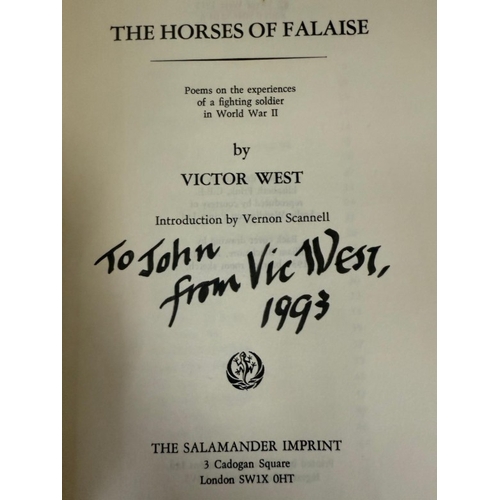 THE HORSES OF FALAISE
Poems on the experiences
of a fighting soldier
in World War II
by
VICTOR WEST
Introduction by Vernon Scannell
To John
from Vic West,
1993
THE SALAMANDER IMPRINT
3 Cadogan Square
London SW1X 0HT